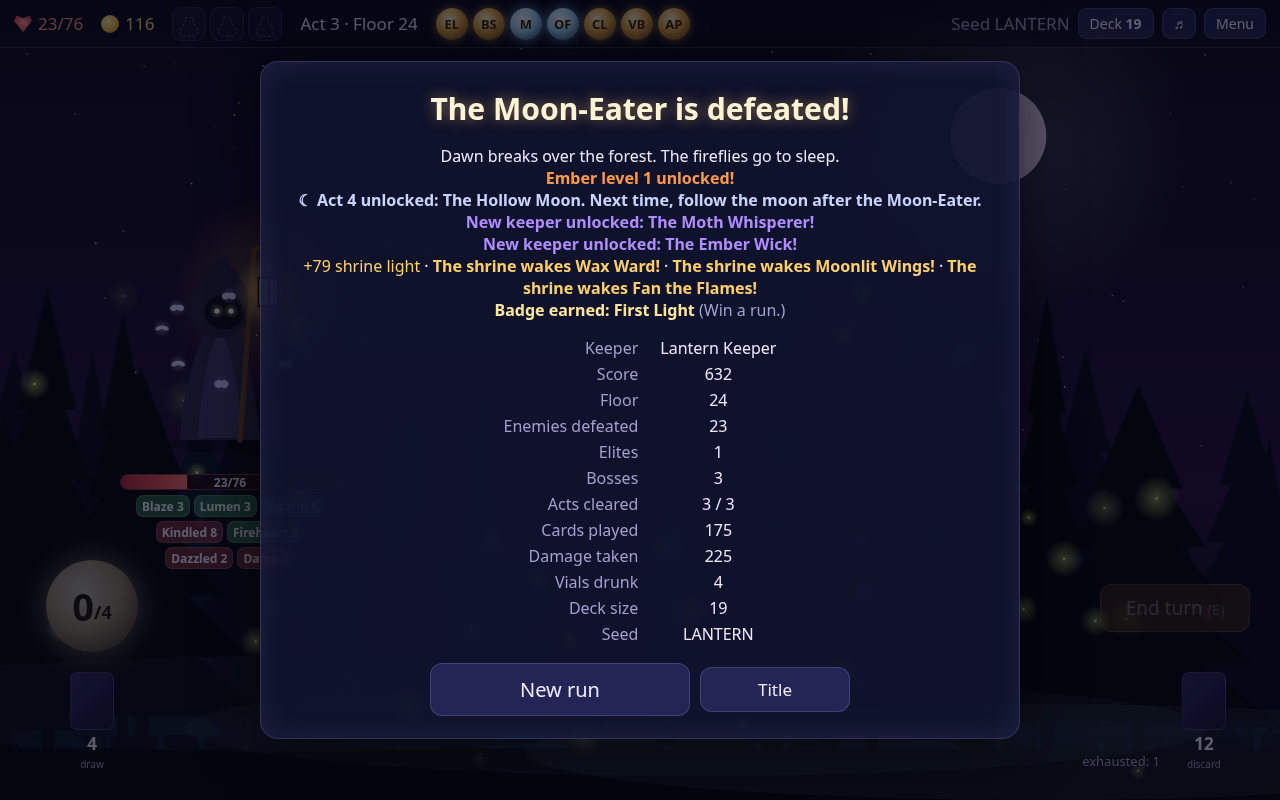 23/76 116 Act 3 · Floor 24 EL BS M OF CL VB AP Seed LANTERN Deck 19 ♬ Menu
The Moon-Eater is defeated!
Dawn breaks over the forest. The fireflies go to sleep.
Ember level 1 unlocked!
☾ Act 4 unlocked: The Hollow Moon. Next time, follow the moon after the Moon-Eater.
New keeper unlocked: The Moth Whisperer!
New keeper unlocked: The Ember Wick!
+79 shrine light · The shrine wakes Wax Ward! · The shrine wakes Moonlit Wings! · The
shrine wakes Fan the Flames!
Badge earned: First Light (Win a run.)
Keeper Lantern Keeper
Score 632
Floor 24
Enemies defeated 23
Elites 1
Bosses 3
Acts cleared 3 / 3
Cards played 175
Damage taken 225
Vials drunk 4
Deck size 19
Seed LANTERN
New run Title
23/76
Blaze 3 Lumen 3 Swarm 6
Kindled 8 Fireheart 2
Dazzled 2 Damp 2
0/4
End turn (E)
4
draw
exhausted: 1
12
discard